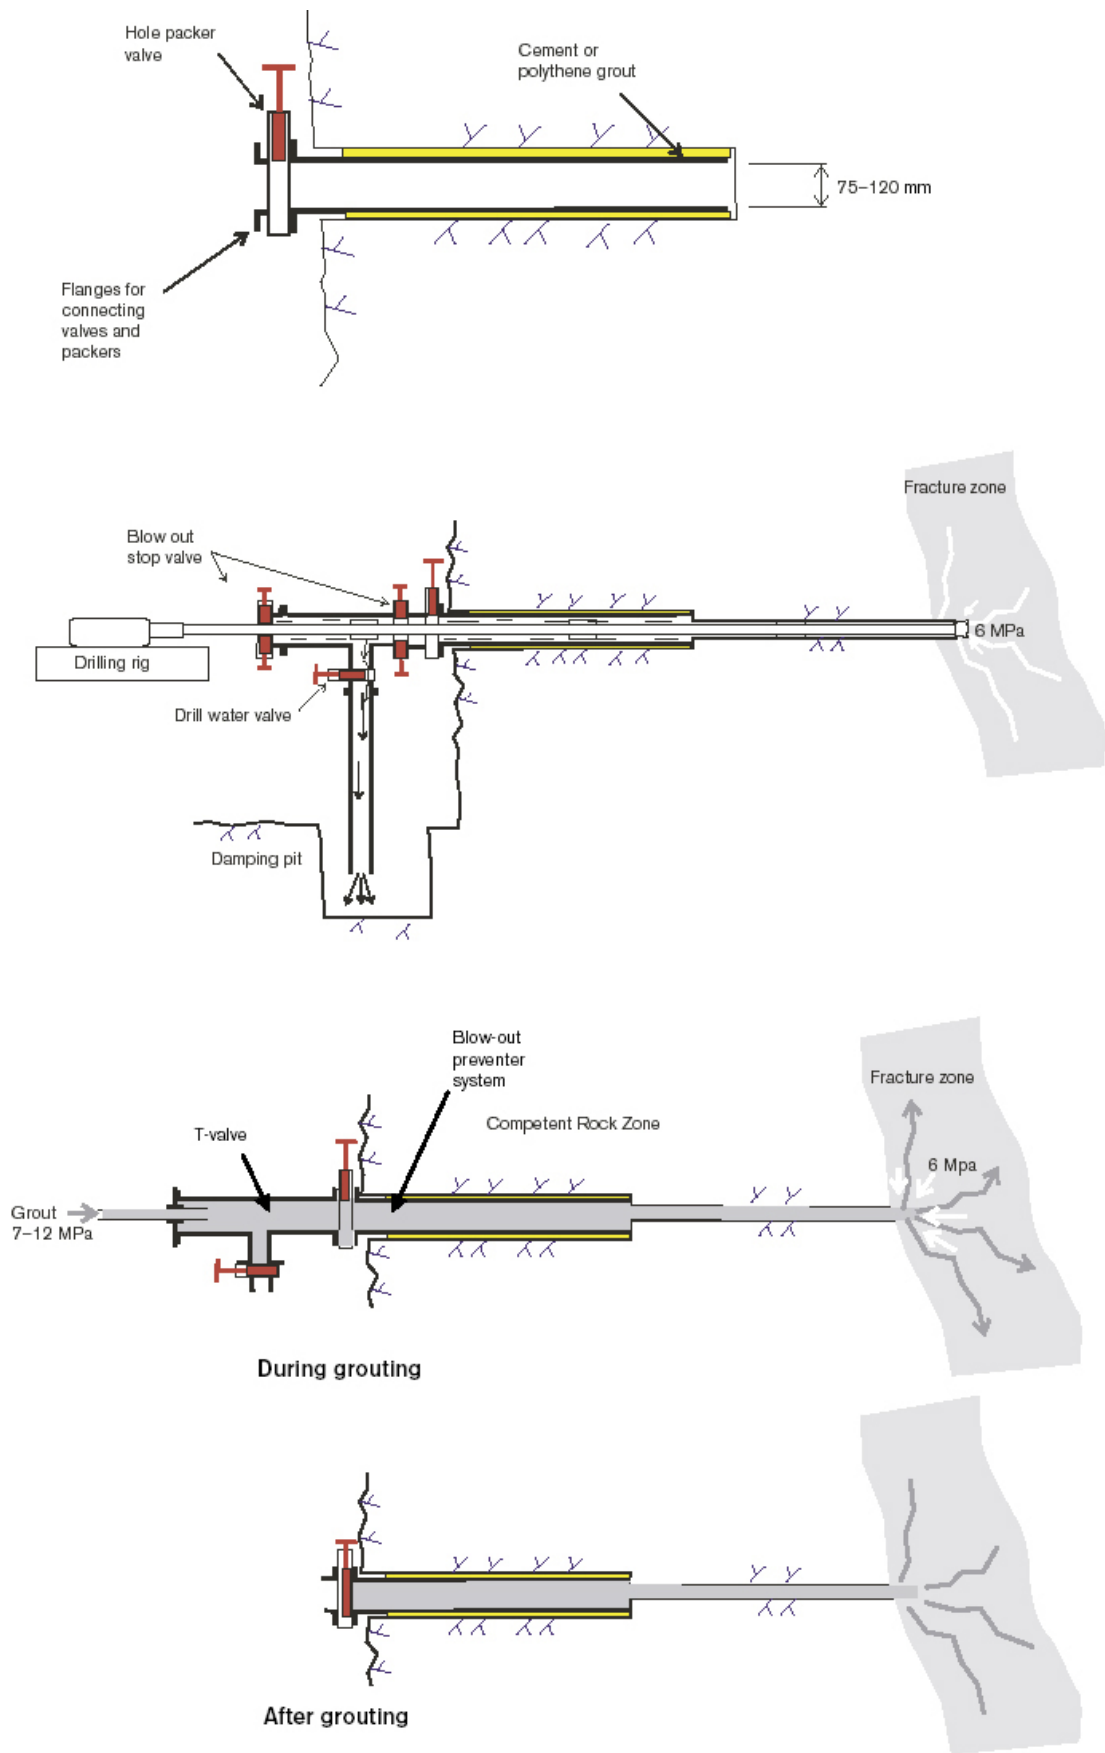 Hole packer
valve
Cement or
polythene grout
75–120 mm
Flanges for
connecting
valves and
packers
Fracture zone
Blow out
stop valve
6 MPa
Drilling rig
Drill water valve
Damping pit
Blow-out
preventer
system
Fracture zone
Competent Rock Zone
T-valve
6 Mpa
Grout
7–12 MPa
During grouting
After grouting